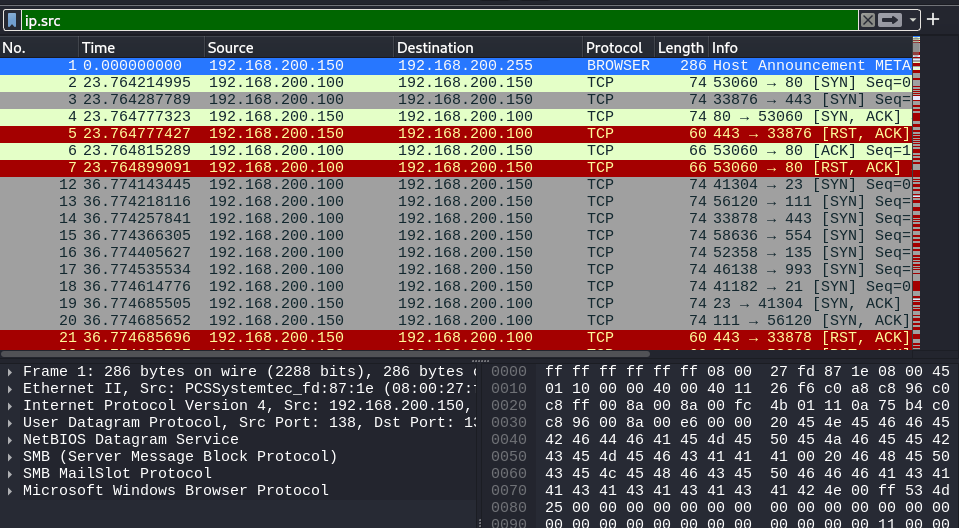 ip.src
No. Time Source Destination Protocol Length Info
1 0.000000000 192.168.200.150 192.168.200.255 BROWSER 286 Host Announcement META
2 23.764214995 192.168.200.100 192.168.200.150 TCP 74 53060 → 80 [SYN] Seq=0
3 23.764287789 192.168.200.100 192.168.200.150 TCP 74 33876 → 443 [SYN] Seq=
4 23.764777323 192.168.200.150 192.168.200.100 TCP 74 80 → 53060 [SYN, ACK]
5 23.764777427 192.168.200.150 192.168.200.100 TCP 60 443 → 33876 [RST, ACK]
6 23.764815289 192.168.200.100 192.168.200.150 TCP 66 53060 → 80 [ACK] Seq=1
7 23.764899091 192.168.200.100 192.168.200.150 TCP 66 53060 → 80 [RST, ACK]
12 36.774143445 192.168.200.100 192.168.200.150 TCP 74 41304 → 23 [SYN] Seq=0
13 36.774218116 192.168.200.100 192.168.200.150 TCP 74 56120 → 111 [SYN] Seq=
14 36.774257841 192.168.200.100 192.168.200.150 TCP 74 33878 → 443 [SYN] Seq=
15 36.774366305 192.168.200.100 192.168.200.150 TCP 74 58636 → 554 [SYN] Seq=
16 36.774405627 192.168.200.100 192.168.200.150 TCP 74 52358 → 135 [SYN] Seq=
17 36.774535534 192.168.200.100 192.168.200.150 TCP 74 46138 → 993 [SYN] Seq=
18 36.774614776 192.168.200.100 192.168.200.150 TCP 74 41182 → 21 [SYN] Seq=0
19 36.774685505 192.168.200.150 192.168.200.100 TCP 74 23 → 41304 [SYN, ACK]
20 36.774685652 192.168.200.150 192.168.200.100 TCP 74 111 → 56120 [SYN, ACK]
21 36.774685696 192.168.200.150 192.168.200.100 TCP 60 443 → 33878 [RST, ACK]
Frame 1: 286 bytes on wire (2288 bits), 286 bytes
Ethernet II, Src: PCSSystemtec_fd:87:1e (08:00:27:
Internet Protocol Version 4, Src: 192.168.200.150,
User Datagram Protocol, Src Port: 138, Dst Port: 13
NetBIOS Datagram Service
SMB (Server Message Block Protocol)
SMB MailSlot Protocol
Microsoft Windows Browser Protocol
0000 ff ff ff ff ff ff 08 00 27 fd 87 1e 08 00 45
0010 01 10 00 00 40 00 40 11 26 f6 c0 a8 c8 96 c0
0020 c8 ff 00 8a 00 8a 00 fc 4b 01 11 0a 75 b4 c0
0030 c8 96 00 8a 00 e6 00 00 20 45 4e 45 46 46 45
0040 42 46 44 46 41 45 4d 45 50 45 4a 46 45 45 42
0050 43 45 4d 45 46 43 41 41 41 00 20 46 48 45 50
0060 43 45 4c 45 48 46 43 45 50 46 46 46 41 43 41
0070 41 43 41 43 41 43 41 43 41 42 4e 00 ff 53 4d
0080 25 00 00 00 00 00 00 00 00 00 00 00 00 00 00
0090 00 00 00 00 00 00 00 00 00 00 00 00 11 00 00